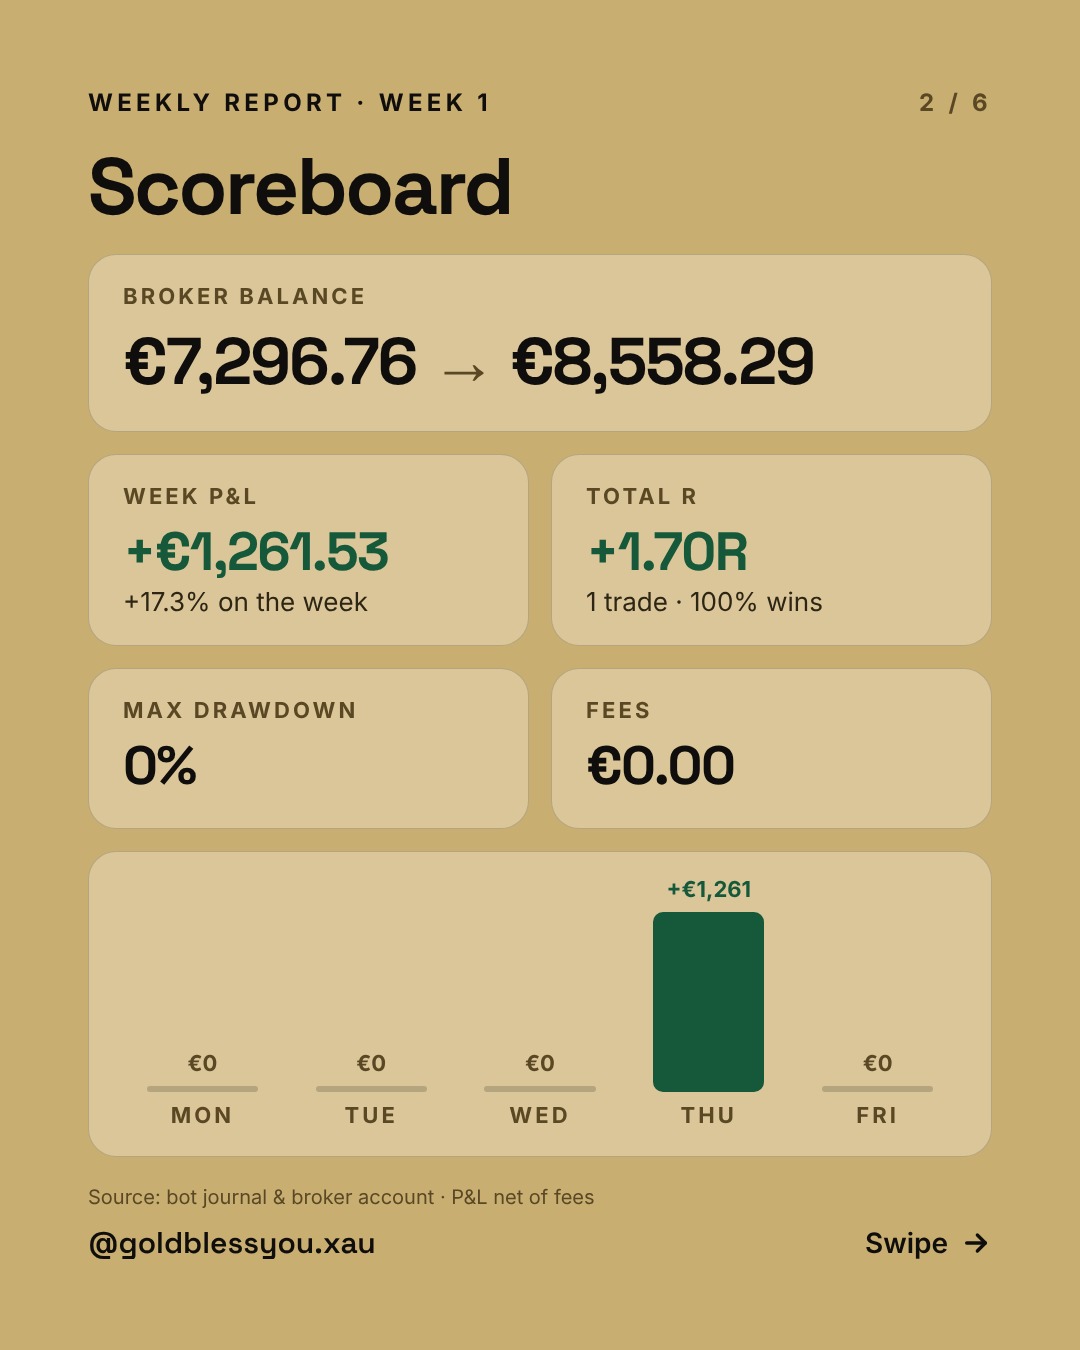 WEEKLY REPORT · WEEK 1
2 / 6
Scoreboard
BROKER BALANCE
€7,296.76 → €8,558.29
WEEK P&L
+€1,261.53
+17.3% on the week
TOTAL R
+1.70R
1 trade · 100% wins
MAX DRAWDOWN
0%
FEES
€0.00
+€1,261
€0 €0 €0 €0
MON TUE WED THU FRI
Source: bot journal & broker account · P&L net of fees
@goldblessyou.xau
Swipe →